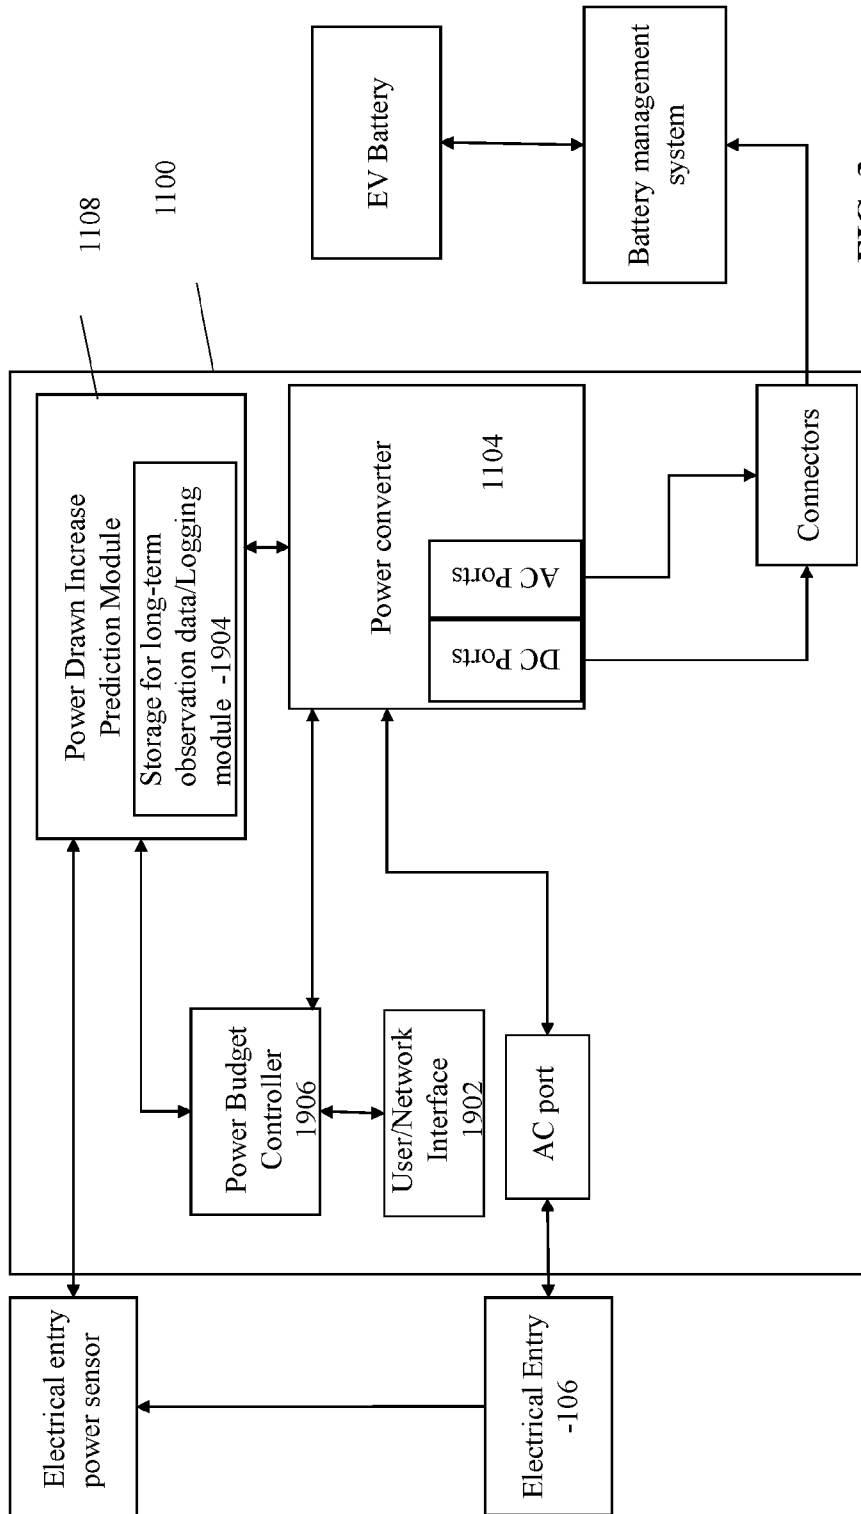 Electrical entry
power sensor
Electrical Entry
-106
Power Budget
Controller
1906
User/Network
Interface
1902
AC port
Power Drawn Increase
Prediction Module
Storage for long-term
observation data/Logging
module -1904
1108
1100
Power converter
1104
DC Ports
AC Ports
Connectors
EV Battery
Battery management
system